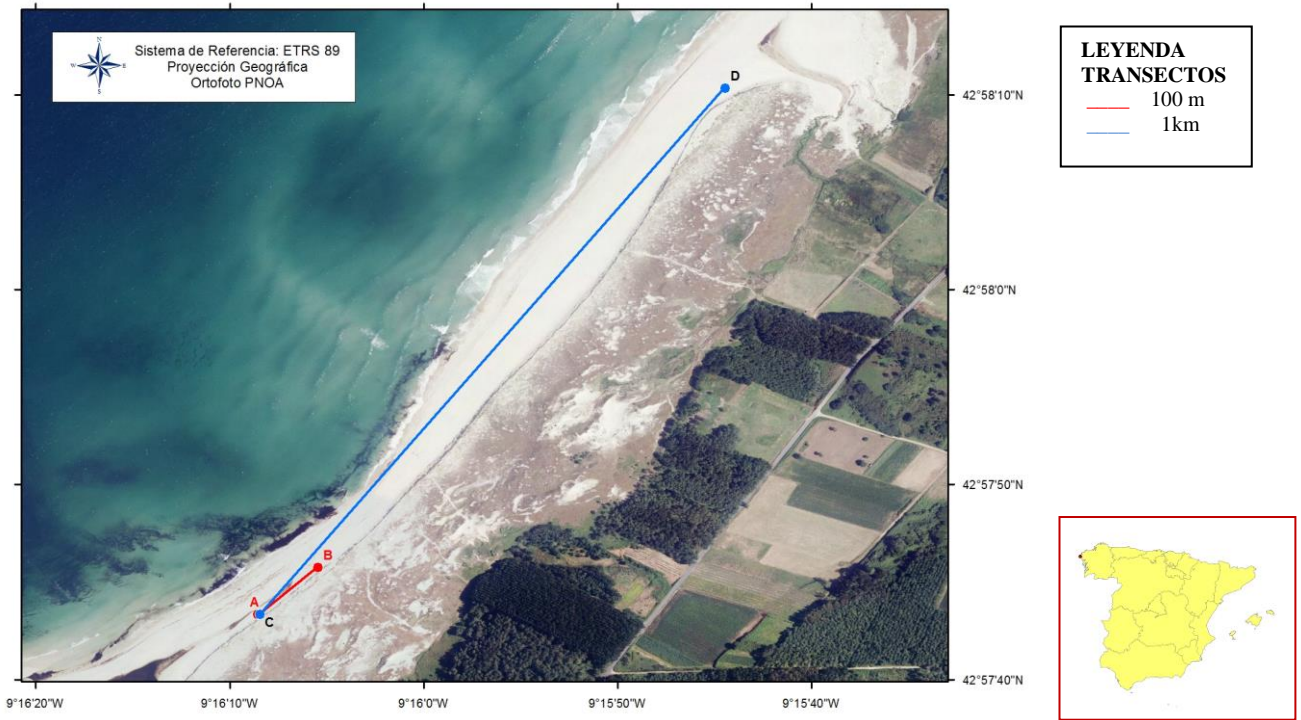 Sistema de Referencia: ETRS 89
Proyección Geográfica
Ortofoto PNOA
N
W
E
S
D
B
A
C
42°58'10"N
42°58'0"N
42°57'50"N
42°57'40"N
9°16'20"W
9°16'10"W
9°16'0"W
9°15'50"W
9°15'40"W
LEYENDA
TRANSECTOS
100 m
1km